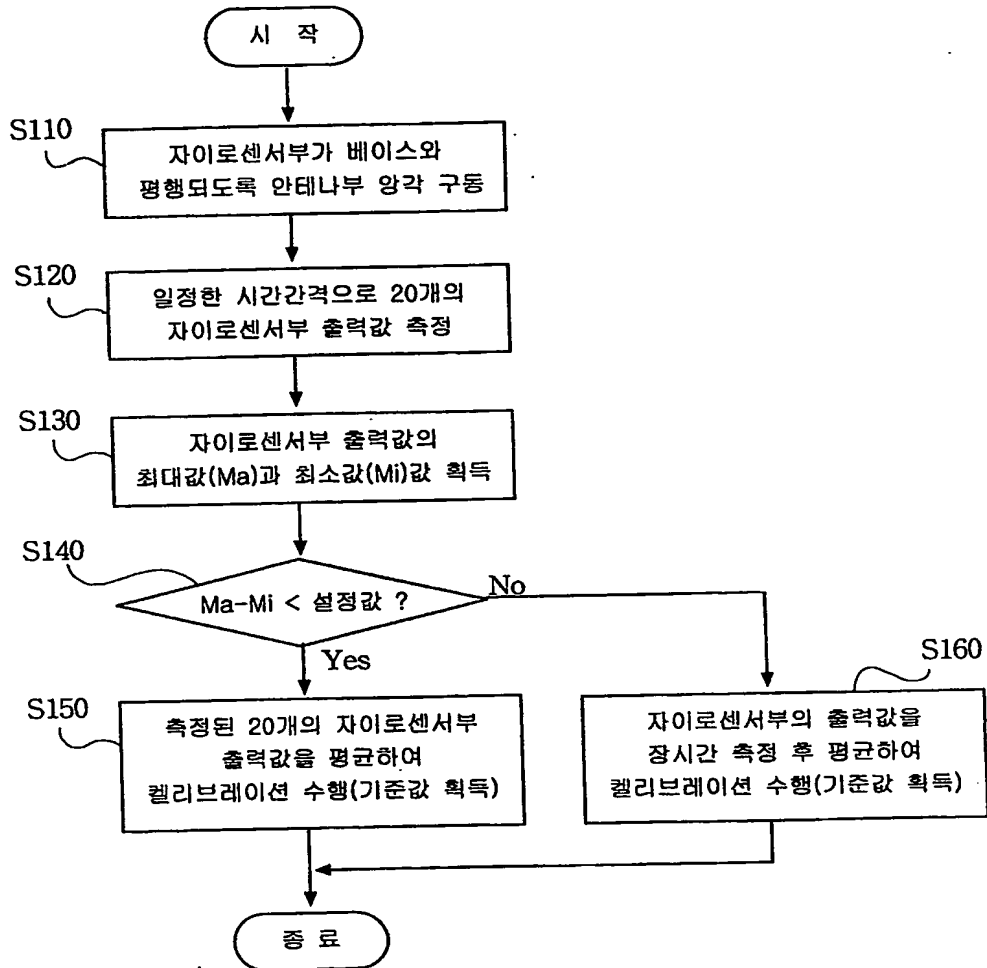 시 작
S110
자이로센서부가 베이스와
평행되도록 안테나부 앙각 구동
S120
일정한 시간간격으로 20개의
자이로센서부 출력값 측정
S130
자이로센서부 출력값의
최대값(Ma)과 최소값(Mi)값 획득
S140
Ma-Mi < 설정값 ?
No
Yes
S150
측정된 20개의 자이로센서부
출력값을 평균하여
켈리브레이션 수행(기준값 획득)
S160
자이로센서부의 출력값을
장시간 측정 후 평균하여
켈리브레이션 수행(기준값 획득)
종 료